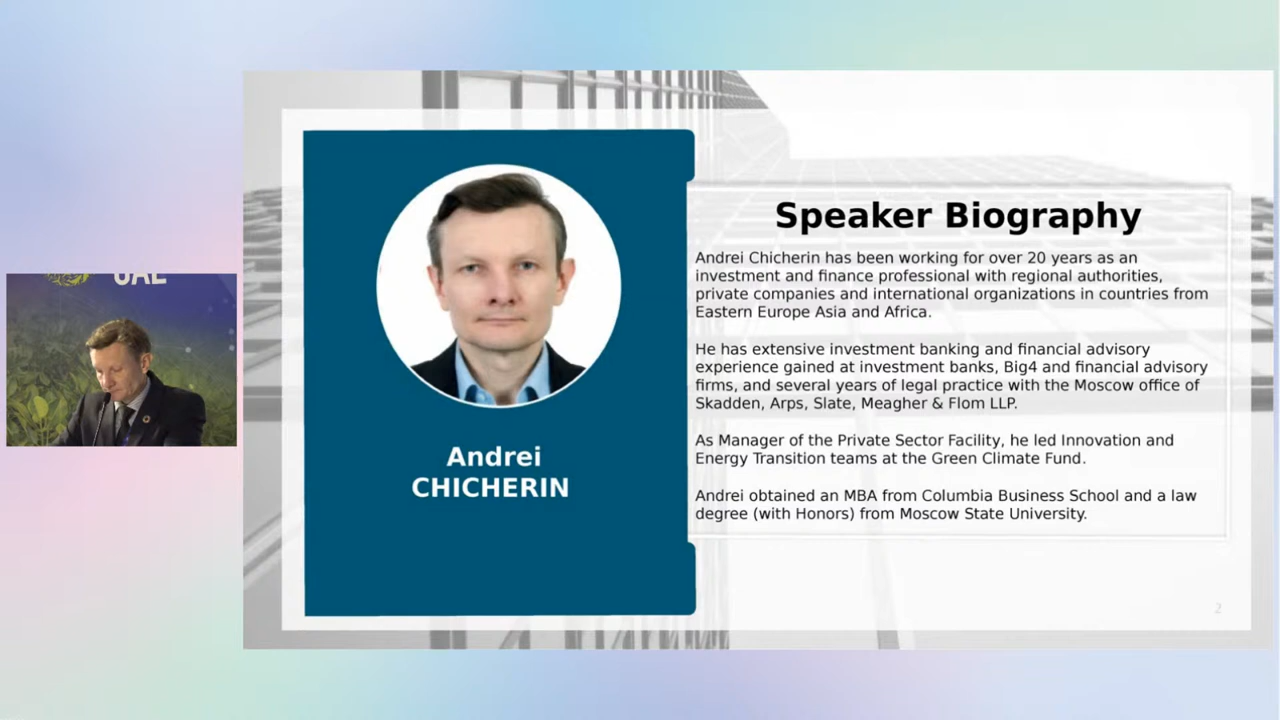 UAE
Andrei
CHICHERIN
Speaker Biography
Andrei Chicherin has been working for over 20 years as an
investment and finance professional with regional authorities,
private companies and international organizations in countries from
Eastern Europe Asia and Africa.
He has extensive investment banking and financial advisory
experience gained at investment banks, Big4 and financial advisory
firms, and several years of legal practice with the Moscow office of
Skadden, Arps, Slate, Meagher & Flom LLP.
As Manager of the Private Sector Facility, he led Innovation and
Energy Transition teams at the Green Climate Fund.
Andrei obtained an MBA from Columbia Business School and a law
degree (with Honors) from Moscow State University.
2